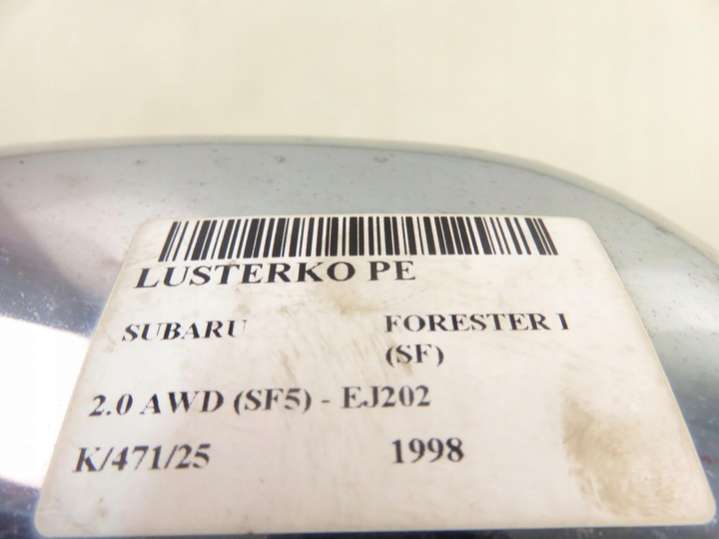 LUSTERKO PE
SUBARU FORESTER I
(SF)
2.0 AWD (SF5) - EJ202
K/471/25 1998